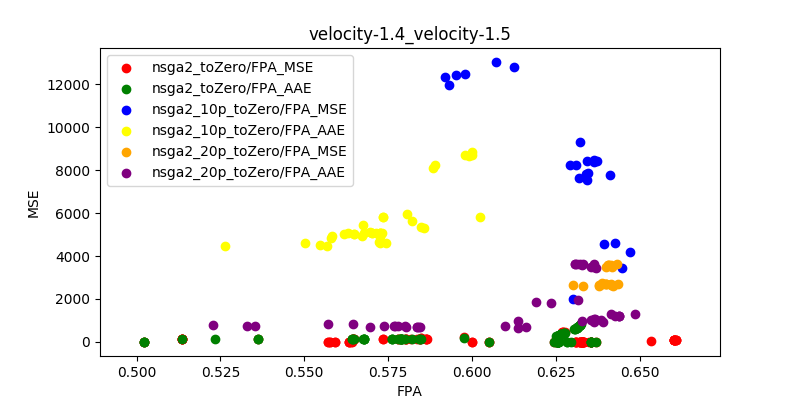 velocity-1.4_velocity-1.5
nsga2_toZero/FPA_MSE
nsga2_toZero/FPA_AAE
nsga2_10p_toZero/FPA_MSE
nsga2_10p_toZero/FPA_AAE
nsga2_20p_toZero/FPA_MSE
nsga2_20p_toZero/FPA_AAE
MSE
12000
10000
8000
6000
4000
2000
0
0.500 0.525 0.550 0.575 0.600 0.625 0.650
FPA